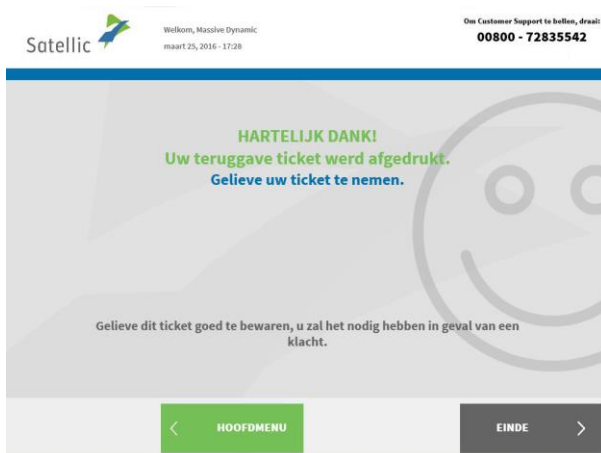 Satellic
Welkom, Massive Dynamic
maart 25, 2016 - 17:28
Om Customer Support te bellen, draai:
00800 - 72835542
HARTELIJK DANK!
Uw teruggave ticket werd afgedrukt.
Gelieve uw ticket te nemen.
Gelieve dit ticket goed te bewaren, u zal het nodig hebben in geval van een
klacht.
HOOFDMENU
EINDE